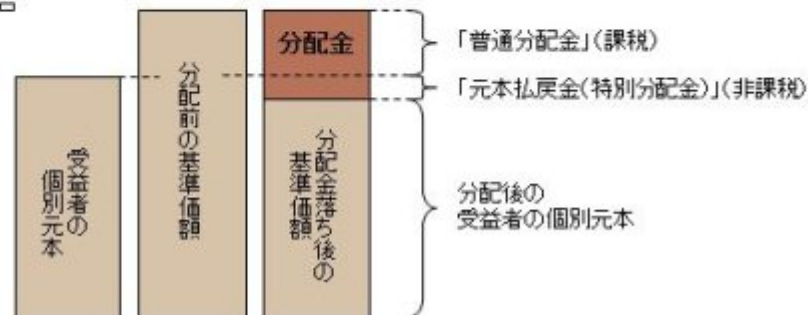 受益者の
個別元本
分配前の基準価額
分配金
分配金落ち後の
基準価額
「普通分配金」(課税)
「元本払戻金(特別分配金)」(非課税)
分配後の
受益者の個別元本